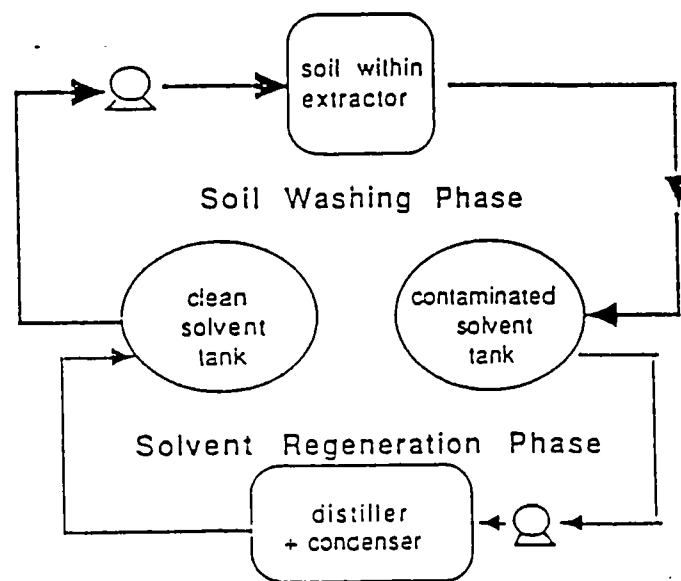 soil within
extractor
Soil Washing Phase
clean
solvent
tank
contaminated
solvent
tank
Solvent Regeneration Phase
distiller
+ condenser